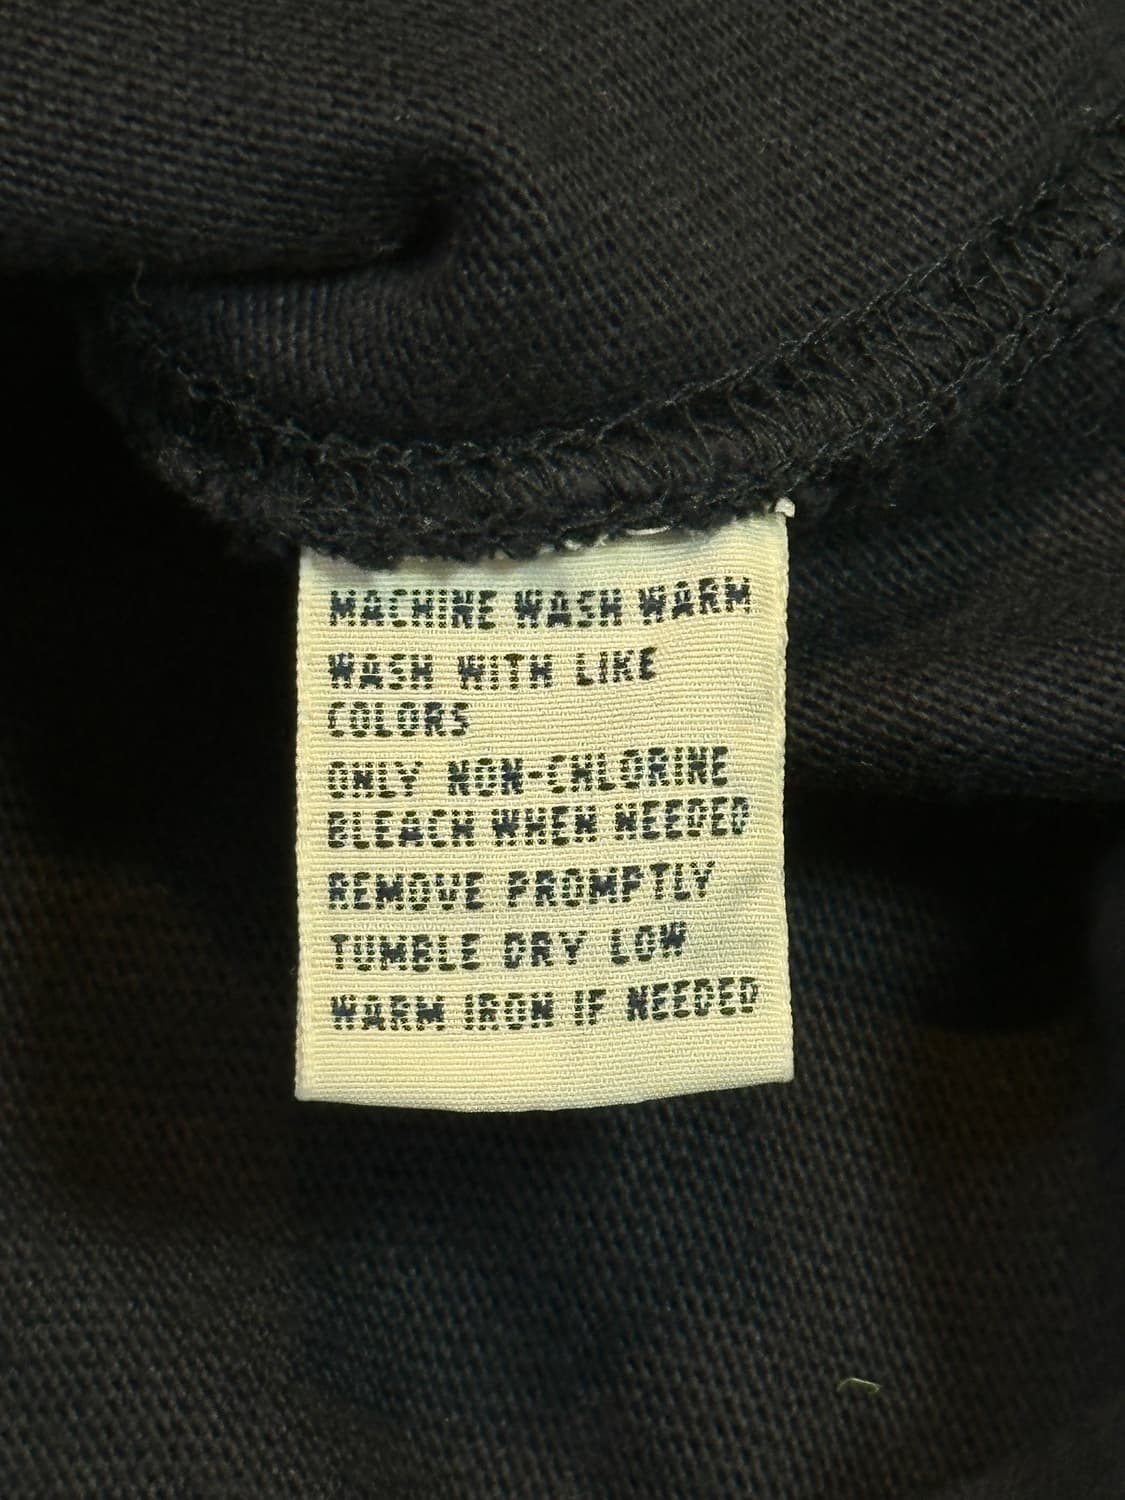 MACHINE WASH WARM
WASH WITH LIKE
COLORS
ONLY NON-CHLORINE
BLEACH WHEN NEEDED
REMOVE PROMPTLY
TUMBLE DRY LOW
WARM IRON IF NEEDED